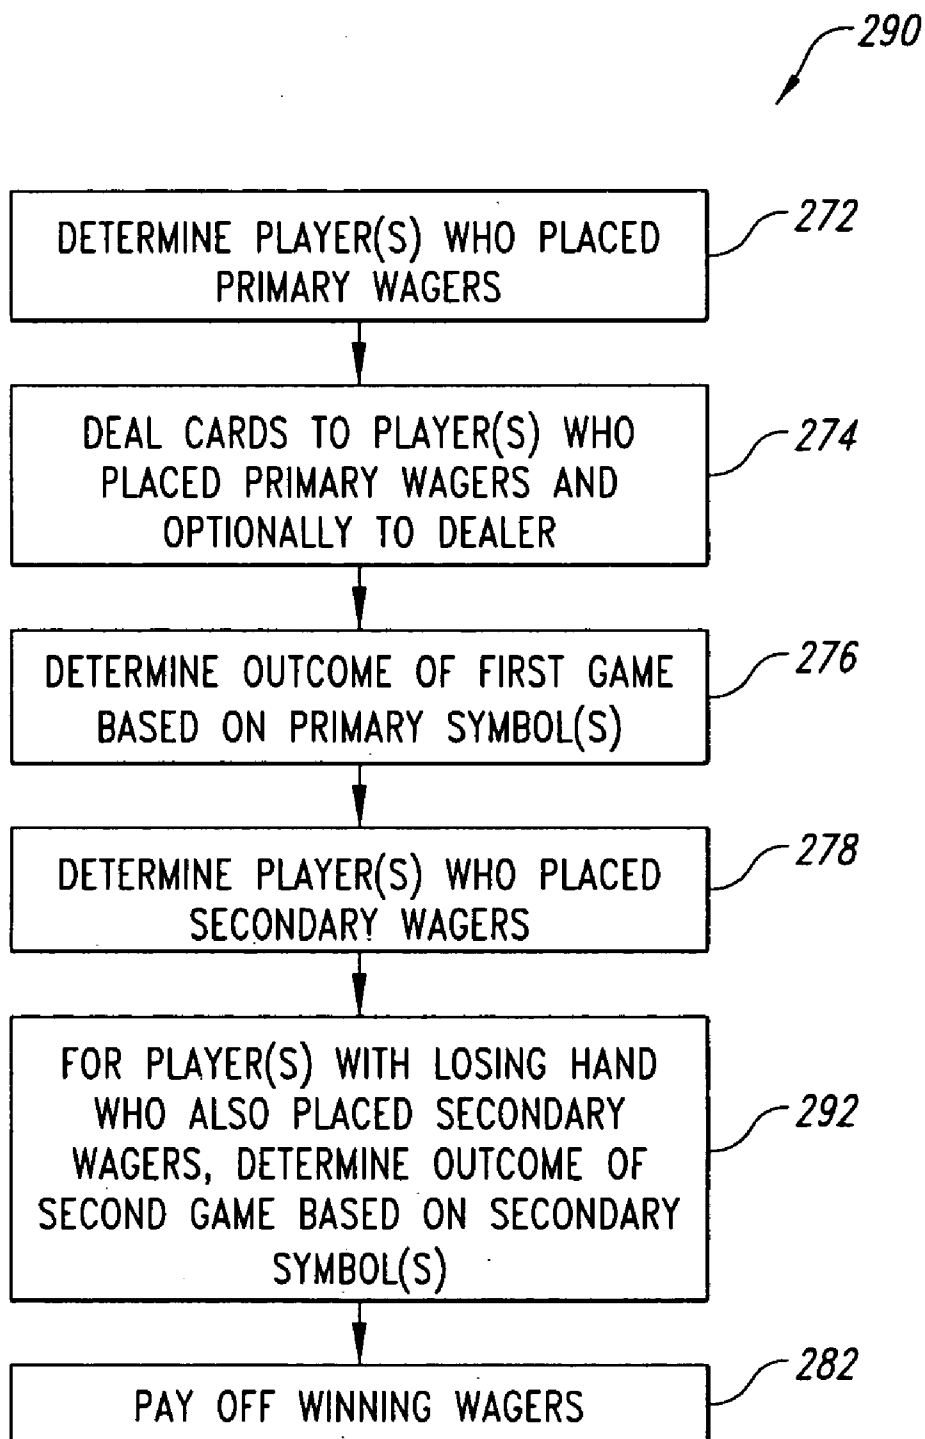 290
DETERMINE PLAYER(S) WHO PLACED
PRIMARY WAGERS
272
DEAL CARDS TO PLAYER(S) WHO
PLACED PRIMARY WAGERS AND
OPTIONALLY TO DEALER
274
DETERMINE OUTCOME OF FIRST GAME
BASED ON PRIMARY SYMBOL(S)
276
DETERMINE PLAYER(S) WHO PLACED
SECONDARY WAGERS
278
FOR PLAYER(S) WITH LOSING HAND
WHO ALSO PLACED SECONDARY
WAGERS, DETERMINE OUTCOME OF
SECOND GAME BASED ON SECONDARY
SYMBOL(S)
292
PAY OFF WINNING WAGERS
282